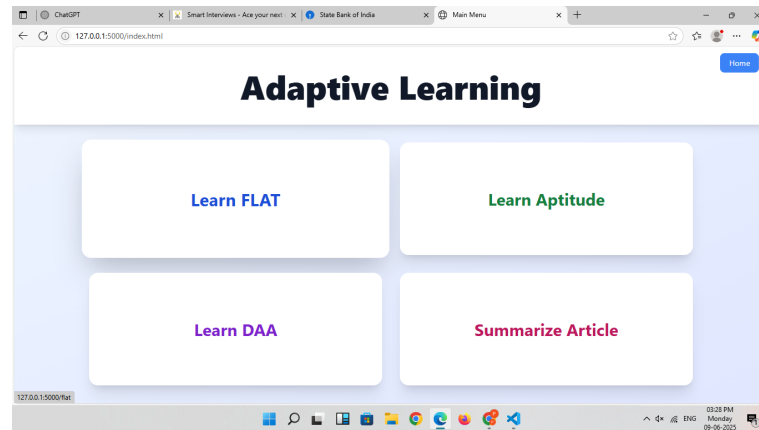 ChatGPT
Smart Interviews - Ace your next
State Bank of India
Main Menu
127.0.0.1:5000/index.html
Home
Adaptive Learning
Learn FLAT
Learn Aptitude
Learn DAA
Summarize Article
127.0.0.1:5000/flat
ENG
03:28 PM
Monday
09-06-2025